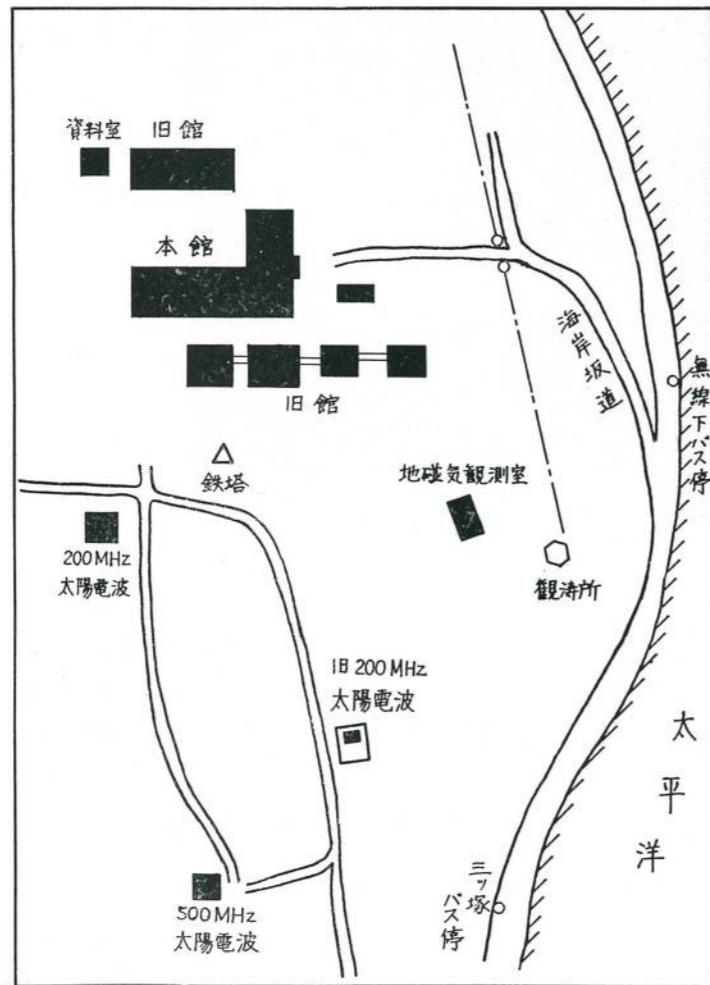 資料室
旧館
本館
旧館
海岸坂道
無線下バス停
鉄塔
地磁気観測室
200MHz
太陽電波
観涛所
旧200MHz
太陽電波
太平洋
三ッ塚
バス停
500MHz
太陽電波